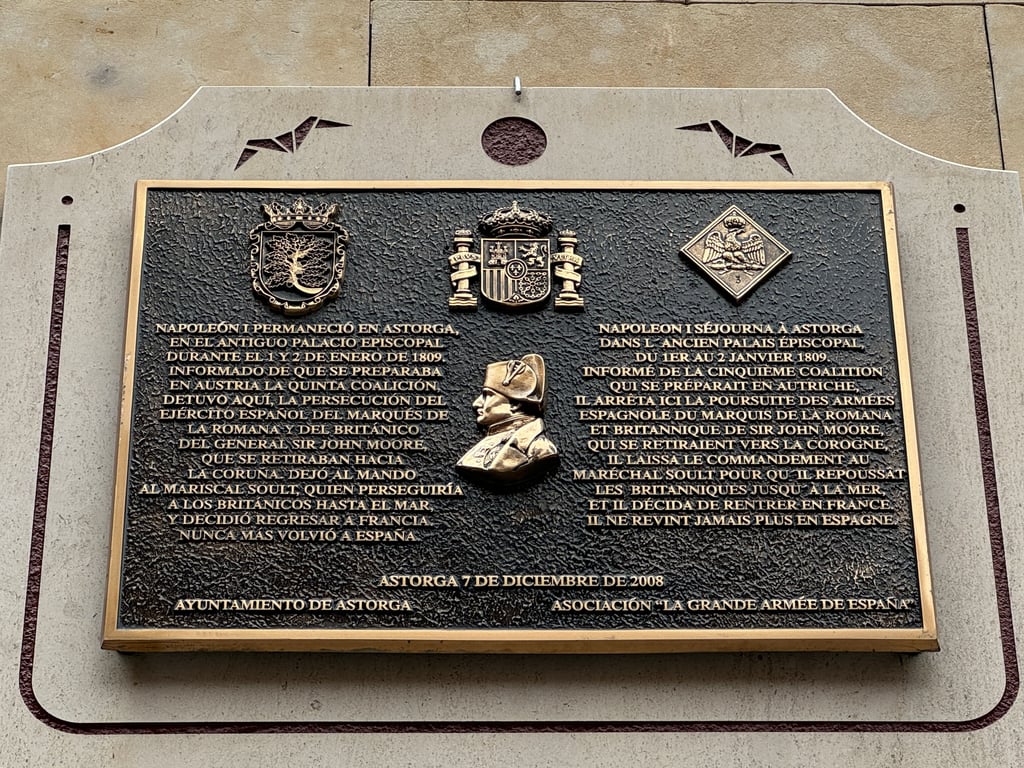 NAPOLEÓN I PERMANECIÓ EN ASTORGA,
EN EL ANTIGUO PALACIO EPISCOPAL
DURANTE EL 1 Y 2 DE ENERO DE 1809.
INFORMADO DE QUE SE PREPARABA
EN AUSTRIA LA QUINTA COALICIÓN,
DETUVO AQUÍ, LA PERSECUCIÓN DEL
EJÉRCITO ESPAÑOL DEL MARQUÉS DE
LA ROMANA Y DEL BRITÁNICO
DEL GENERAL SIR JOHN MOORE,
QUE SE RETIRABAN HACIA
LA CORUÑA. DEJÓ AL MANDO
AL MARISCAL SOULT, QUIEN PERSEGUIRÍA
A LOS BRITÁNICOS HASTA EL MAR,
Y DECIDIÓ REGRESAR A FRANCIA.
NUNCA MÁS VOLVIÓ A ESPAÑA
NAPOLEON I SÉJOURNA À ASTORGA
DANS L'ANCIEN PALAIS ÉPISCOPAL,
DU 1ER AU 2 JANVIER 1809.
INFORMÉ DE LA CINQUIÈME COALITION
QUI SE PRÉPARAIT EN AUTRICHE,
IL ARRÊTA ICI LA POURSUITE DES ARMÉES
ESPAGNOLE DU MARQUIS DE LA ROMANA
ET BRITANNIQUE DE SIR JOHN MOORE,
QUI SE RETIRAIENT VERS LA COROGNE,
IL LAISSA LE COMMANDEMENT AU
MARÉCHAL SOULT POUR QU'IL REPOUSSAT
LES BRITANNIQUES JUSQU'À LA MER,
ET IL DÉCIDA DE RENTRER EN FRANCE.
IL NE REVINT JAMAIS PLUS EN ESPAGNE.
ASTORGA 7 DE DICIEMBRE DE 2008
AYUNTAMIENTO DE ASTORGA
ASOCIACIÓN "LA GRANDE ARMÉE DE ESPAÑA"